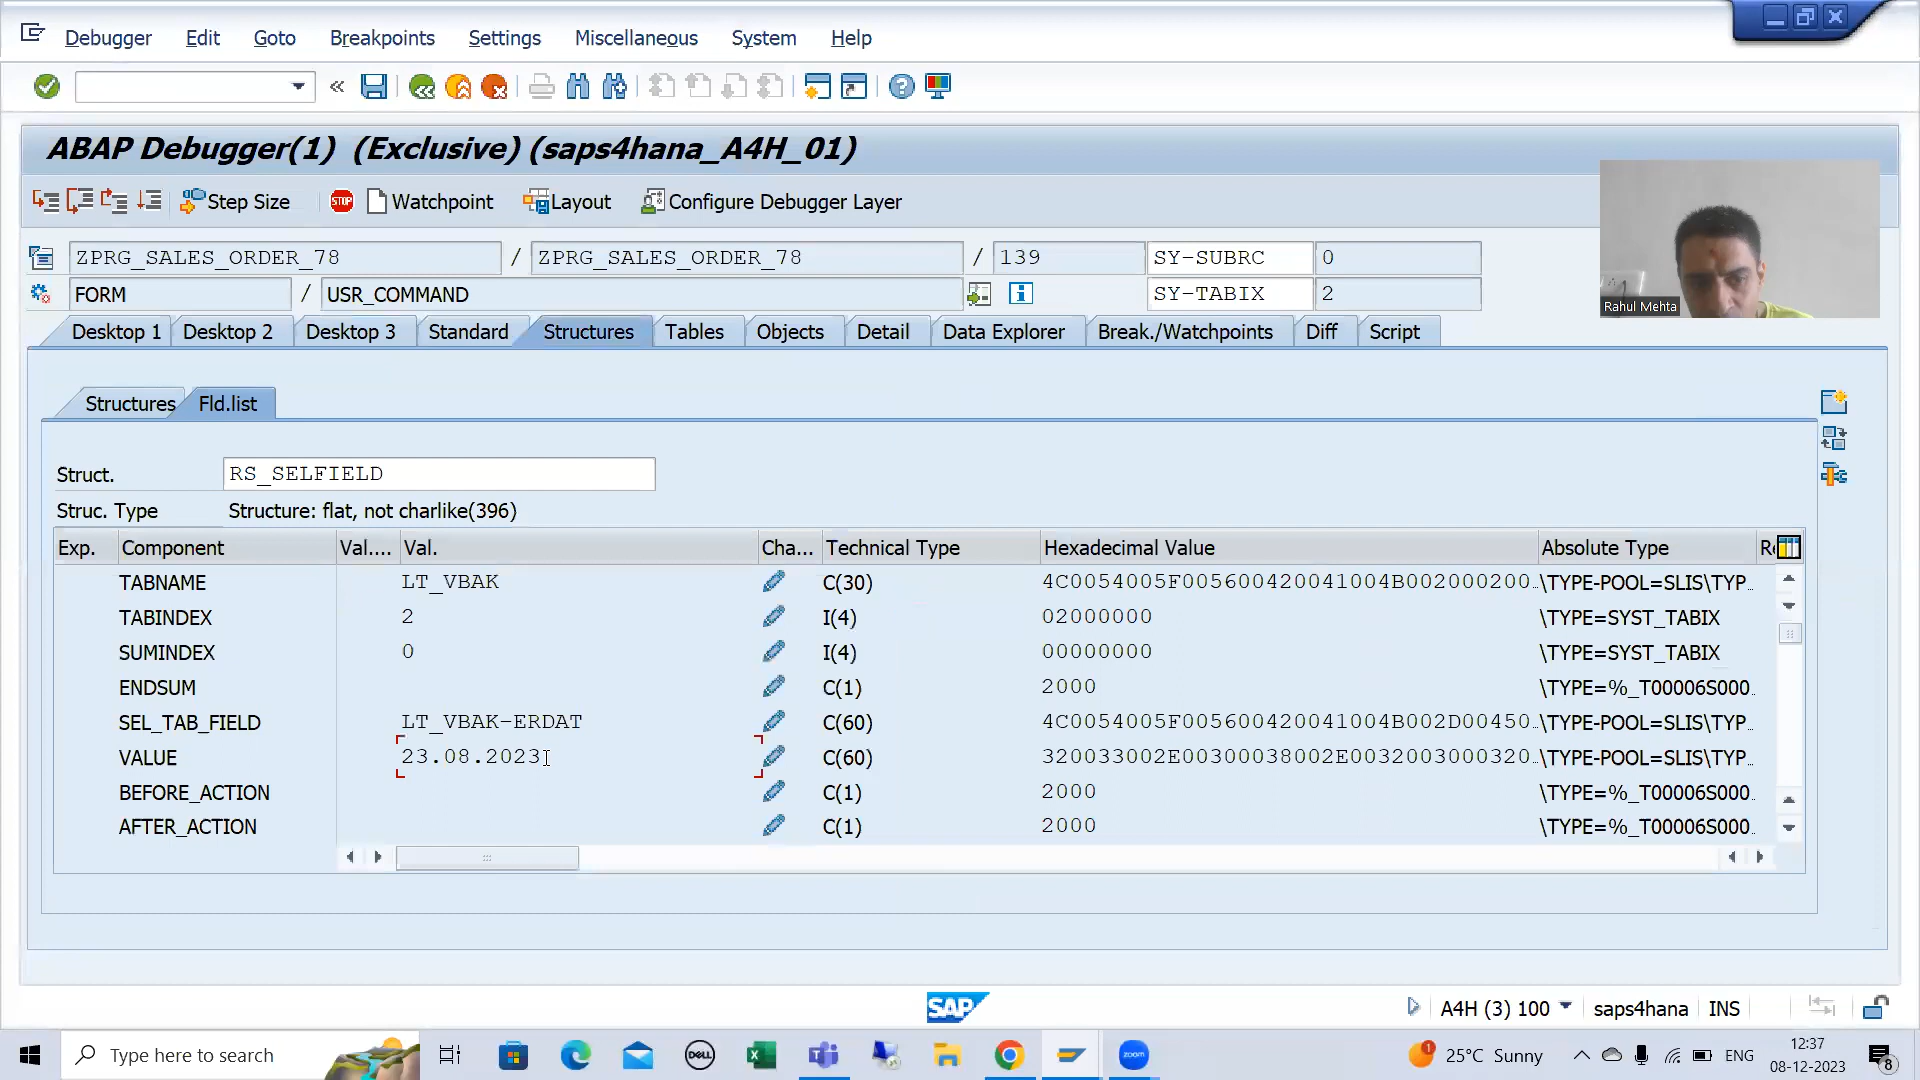 Debugger Edit Goto Breakpoints Settings Miscellaneous System Help
ABAP Debugger(1) (Exclusive) (saps4hana_A4H_01)
Step Size STOP Watchpoint Layout Configure Debugger Layer
ZPRG_SALES_ORDER_78 / ZPRG_SALES_ORDER_78 / 139 SY-SUBRC 0
FORM / USR_COMMAND SY-TABIX 2
Rahul Mehta
Desktop 1 Desktop 2 Desktop 3 Standard Structures Tables Objects Detail Data Explorer Break./Watchpoints Diff Script
Structures Fld.list
Struct. RS_SELFIELD
Struc. Type Structure: flat, not charlike(396)
Exp. Component Val.... Val. Cha... Technical Type Hexadecimal Value Absolute Type
TABNAME LT_VBAK C(30) 4C0054005F005600420041004B002000200... \TYPE-POOL=SLIS\TYP...
TABINDEX 2 I(4) 02000000 \TYPE=SYST_TABIX
SUMINDEX 0 I(4) 00000000 \TYPE=SYST_TABIX
ENDSUM C(1) 2000 \TYPE=%_T00006S000...
SEL_TAB_FIELD LT_VBAK-ERDAT C(60) 4C0054005F005600420041004B002D00450... \TYPE-POOL=SLIS\TYP...
VALUE 23.08.2023 C(60) 320033002E00300038002E0032003000320... \TYPE-POOL=SLIS\TYP...
BEFORE_ACTION C(1) 2000 \TYPE=%_T00006S000...
AFTER_ACTION C(1) 2000 \TYPE=%_T00006S000...
SAP A4H (3) 100 saps4hana INS
Type here to search DELL zoom 1 25°C Sunny ENG 12:37
08-12-2023 8